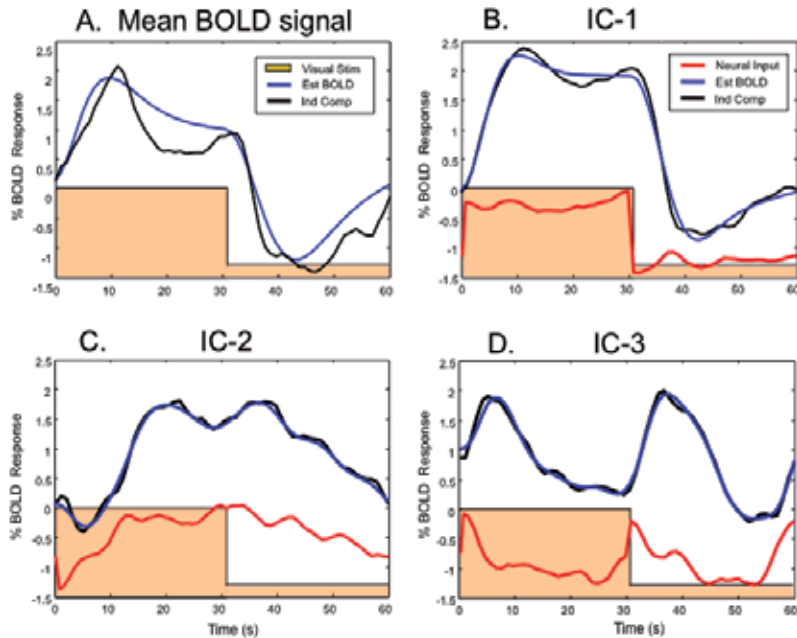 A. Mean BOLD signal
% BOLD Response
2.5
2
1.5
1
0.5
0
-0.5
-1
-1.5
Visual Stim
Est BOLD
Ind Comp
0 10 20 30 40 50 60
Time (s)
B. IC-1
% BOLD Response
2.5
2
1.5
1
0.5
0
-0.5
-1
-1.5
Neural Input
Est BOLD
Ind Comp
0 10 20 30 40 50 60
Time (s)
C. IC-2
% BOLD Response
2.5
2
1.5
1
0.5
0
-0.5
-1
-1.5
0 10 20 30 40 50 60
Time (s)
D. IC-3
% BOLD Response
2.5
2
1.5
1
0.5
0
-0.5
-1
-1.5
0 10 20 30 40 50 60
Time (s)